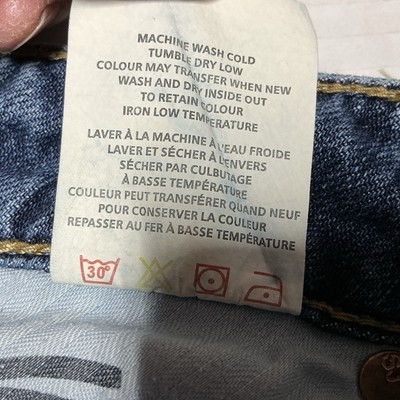 MACHINE WASH COLD
TUMBLE DRY LOW
COLOUR MAY TRANSFER WHEN NEW
WASH AND DRY INSIDE OUT
TO RETAIN COLOUR
IRON LOW TEMPERATURE
LAVER À LA MACHINE À L'EAU FROIDE
LAVER ET SÉCHER À L'ENVERS
SÉCHER PAR CULBUTAGE
À BASSE TEMPÉRATURE
COULEUR PEUT TRANSFÉRER QUAND NEUF
POUR CONSERVER LA COULEUR
REPASSER AU FER À BASSE TEMPÉRATURE
30°